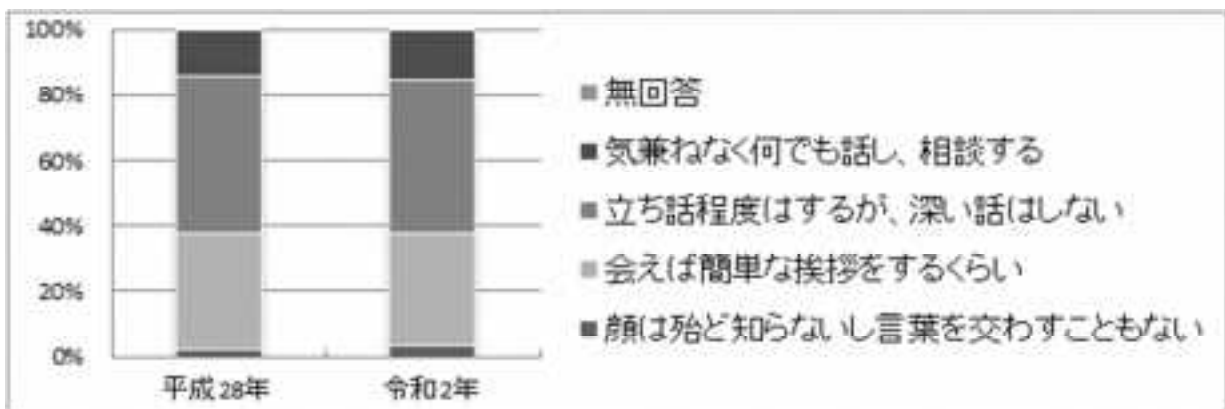 100%
80%
60%
40%
20%
0%
平成28年
令和2年
■無回答
■気兼ねなく何でも話し、相談する
■立ち話程度はするが、深い話はしない
■会えば簡単な挨拶をするくらい
■顔は殆ど知らないし言葉を交わすこともない